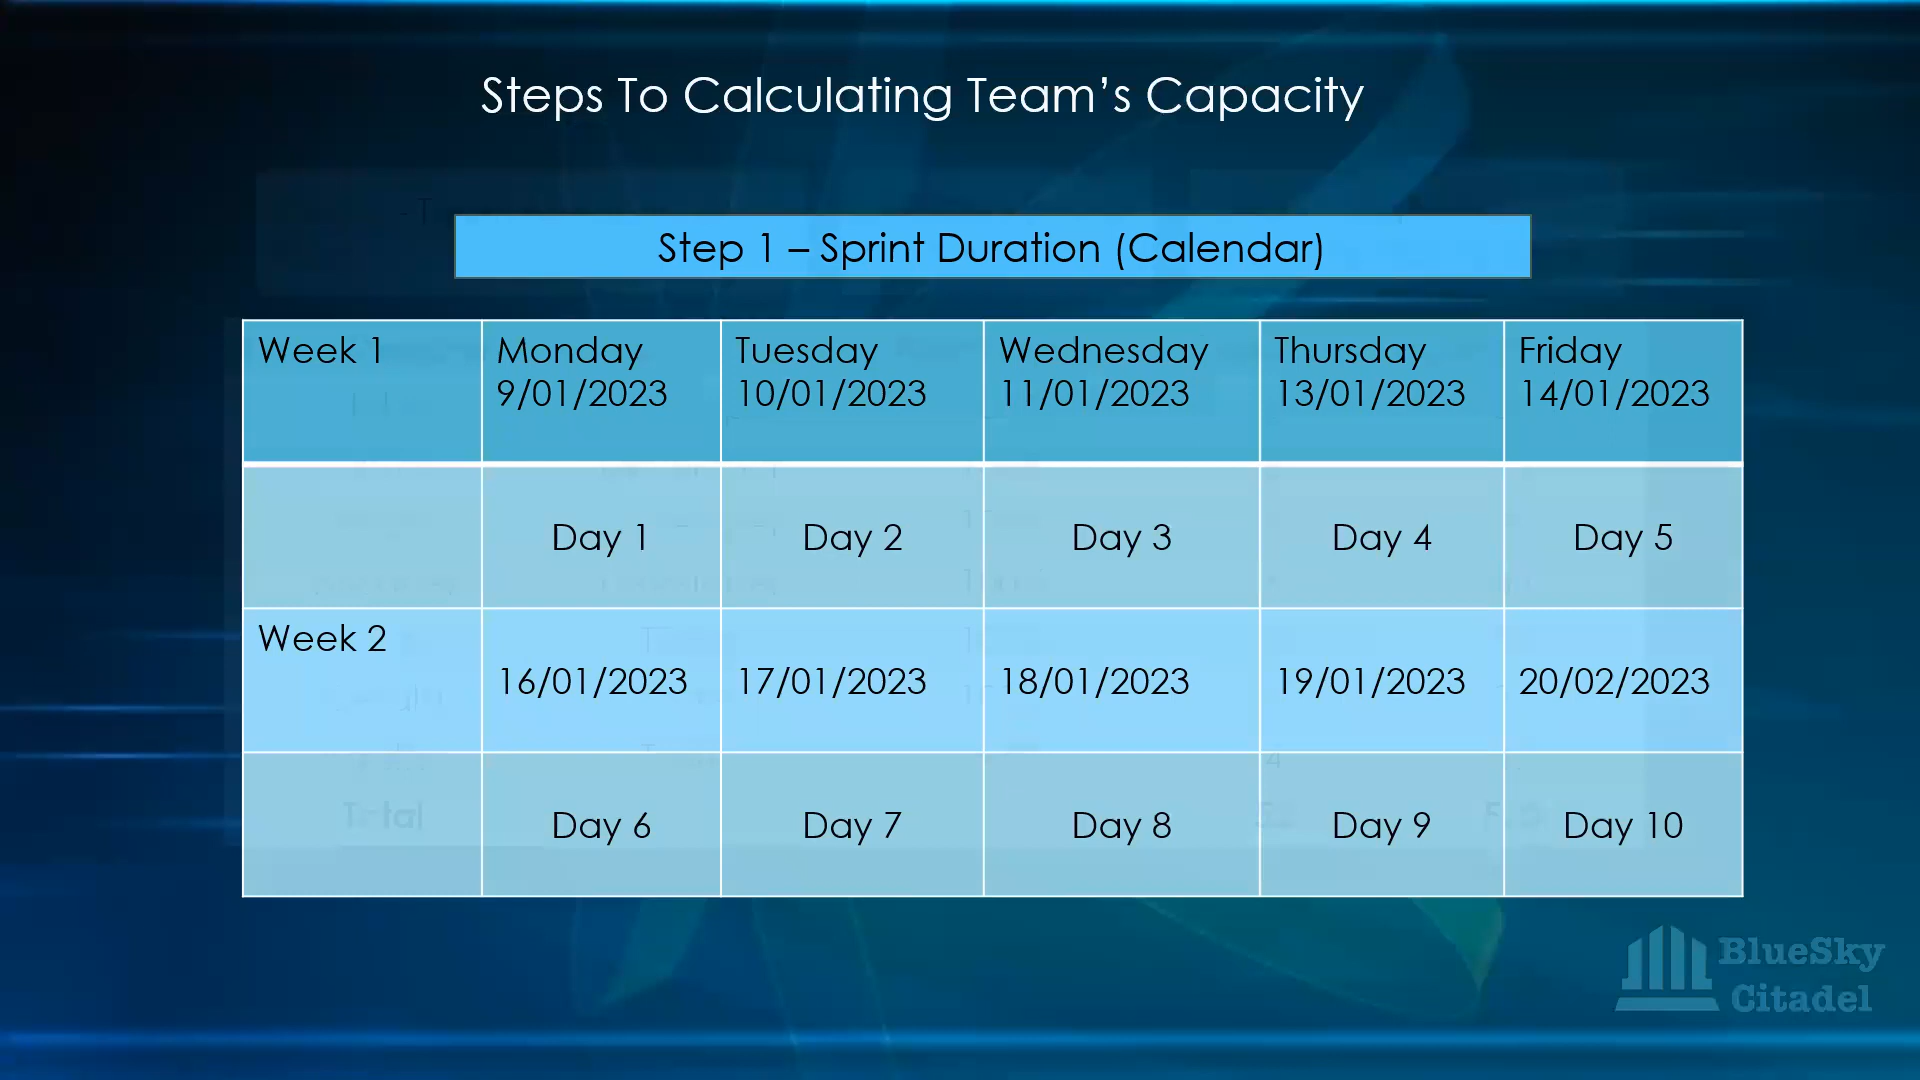 Steps To Calculating Team’s Capacity
Step 1 – Sprint Duration (Calendar)
Week 1
Monday
9/01/2023
Tuesday
10/01/2023
Wednesday
11/01/2023
Thursday
13/01/2023
Friday
14/01/2023
Day 1
Day 2
Day 3
Day 4
Day 5
Week 2
16/01/2023
17/01/2023
18/01/2023
19/01/2023
20/02/2023
Day 6
Day 7
Day 8
Day 9
Day 10
Total
BlueSky
Citadel